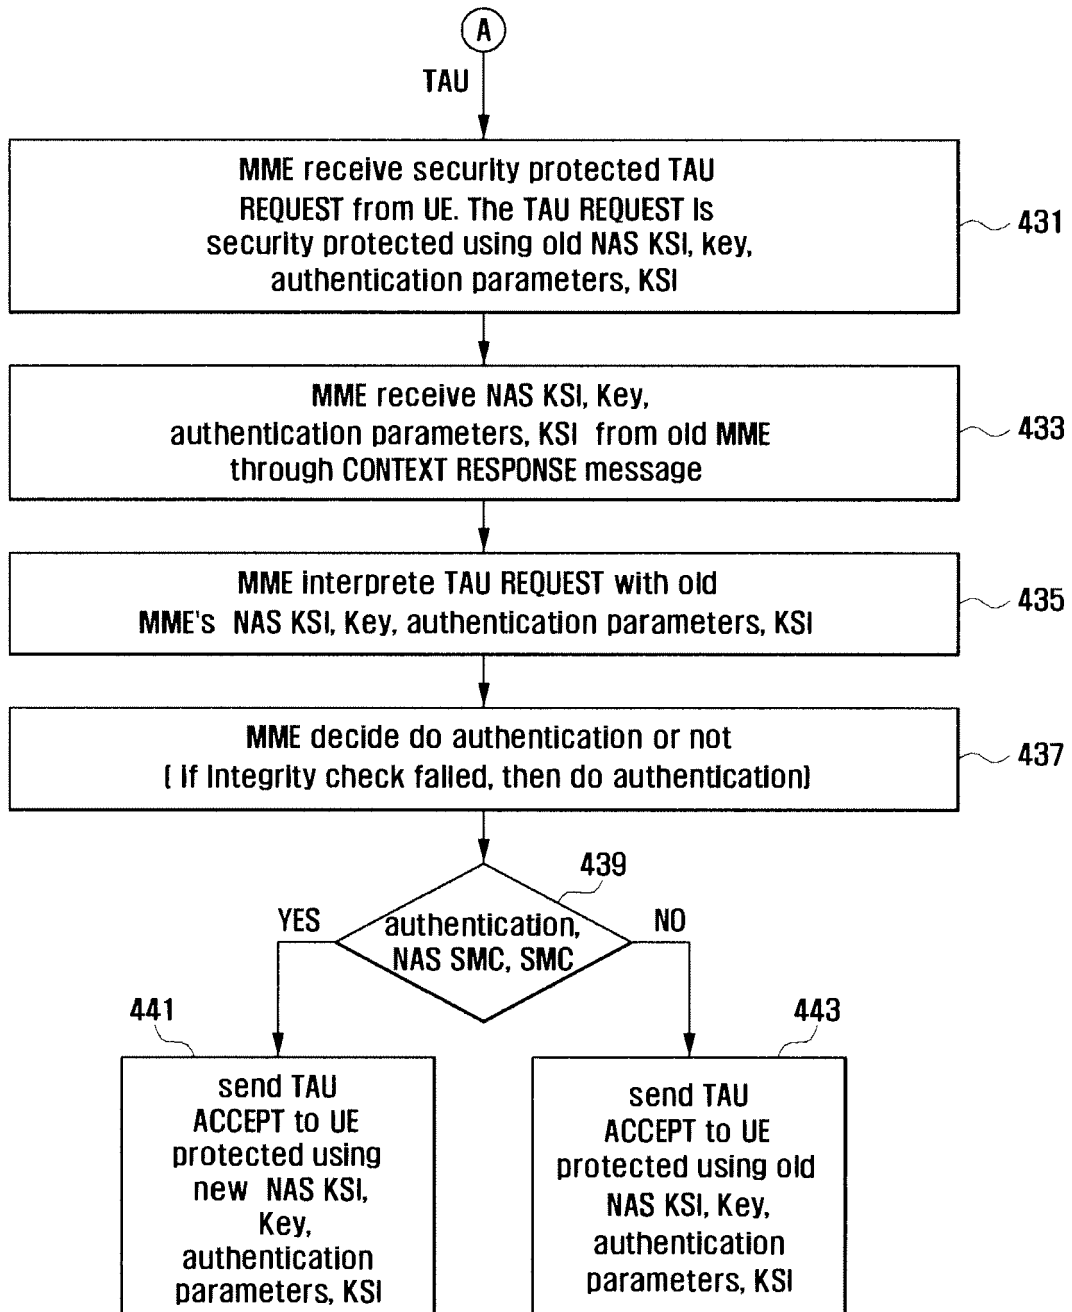 A
TAU
MME receive security protected TAU
REQUEST from UE. The TAU REQUEST is
security protected using old NAS KSI, key,
authentication parameters, KSI
431
MME receive NAS KSI, Key,
authentication parameters, KSI from old MME
through CONTEXT RESPONSE message
433
MME interprete TAU REQUEST with old
MME's NAS KSI, Key, authentication parameters, KSI
435
MME decide do authentication or not
( If Integrity check failed, then do authentication)
437
439
YES
authentication,
NAS SMC, SMC
NO
441
send TAU
ACCEPT to UE
protected using
new NAS KSI,
Key,
authentication
parameters, KSI
443
send TAU
ACCEPT to UE
protected using old
NAS KSI, Key,
authentication
parameters, KSI